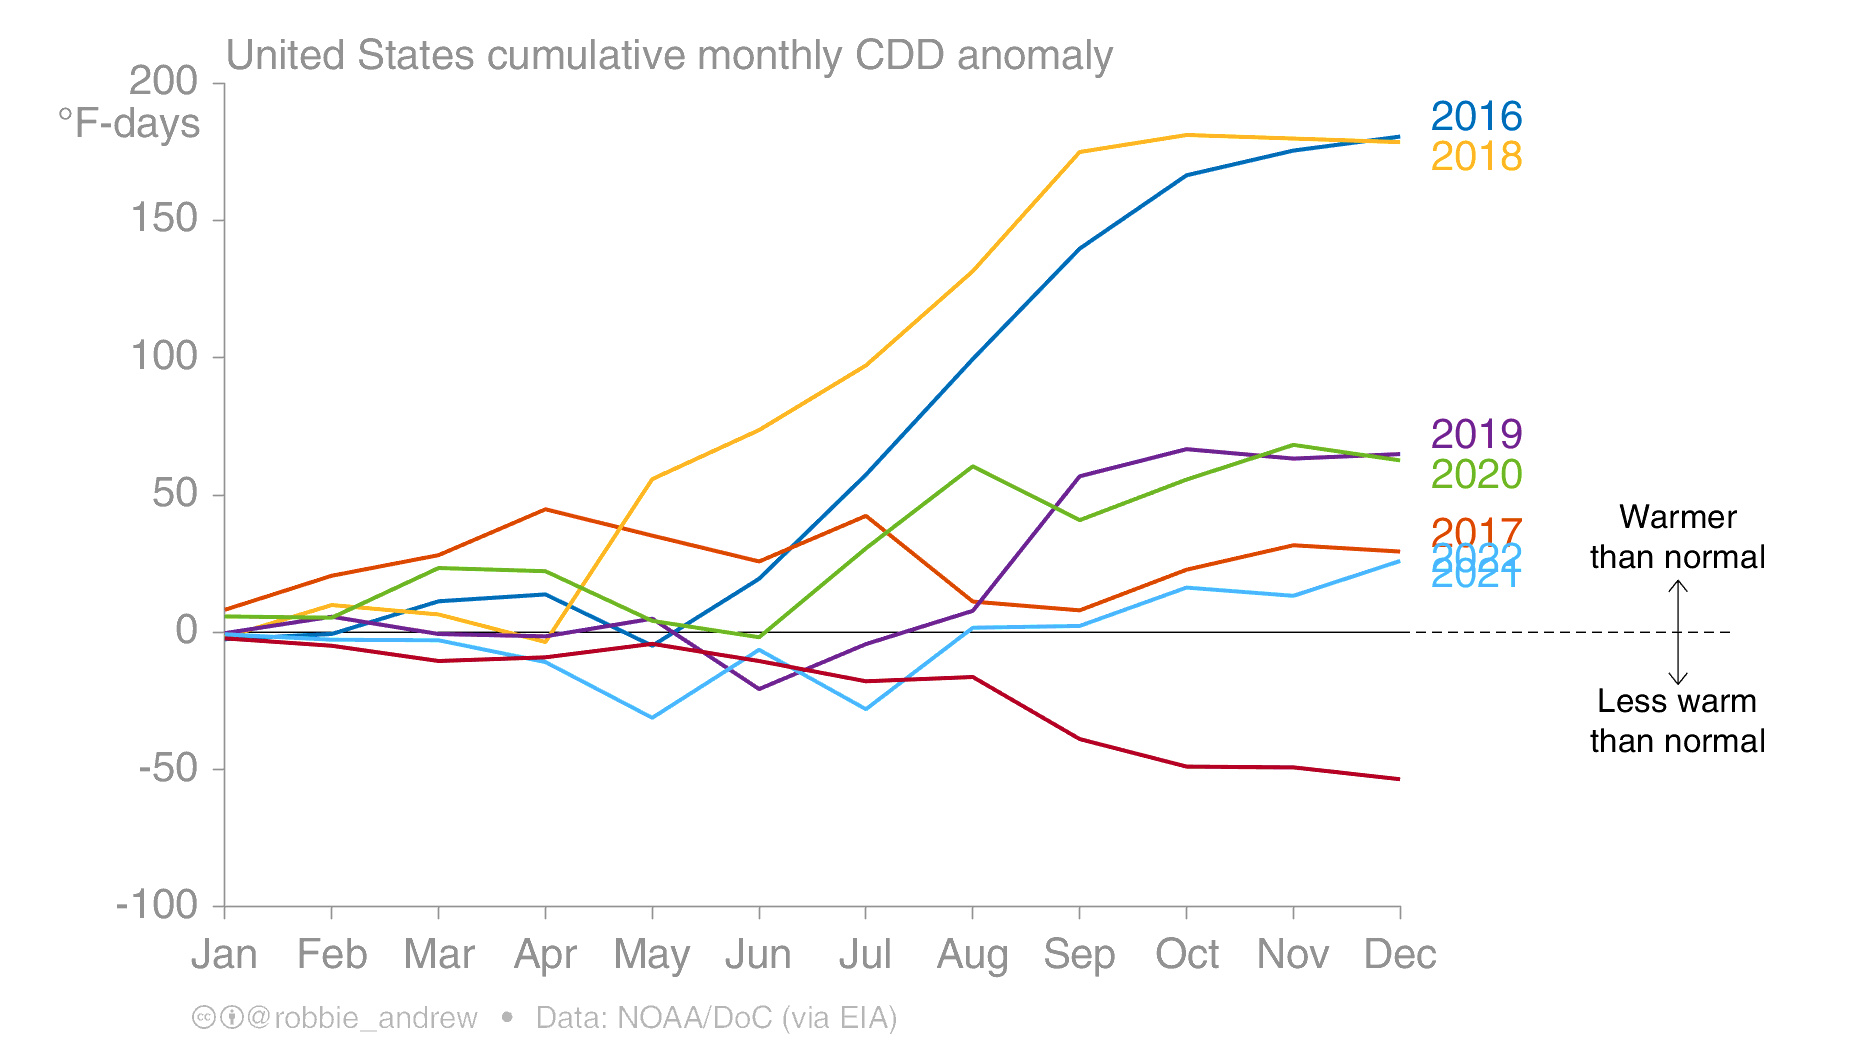 United States cumulative monthly CDD anomaly
200
°F-days
150
100
50
0
-50
-100
Jan Feb Mar Apr May Jun Jul Aug Sep Oct Nov Dec
2016
2018
2019
2020
2017
2022
2021
Warmer
than normal
Less warm
than normal
@robbie_andrew • Data: NOAA/DoC (via EIA)